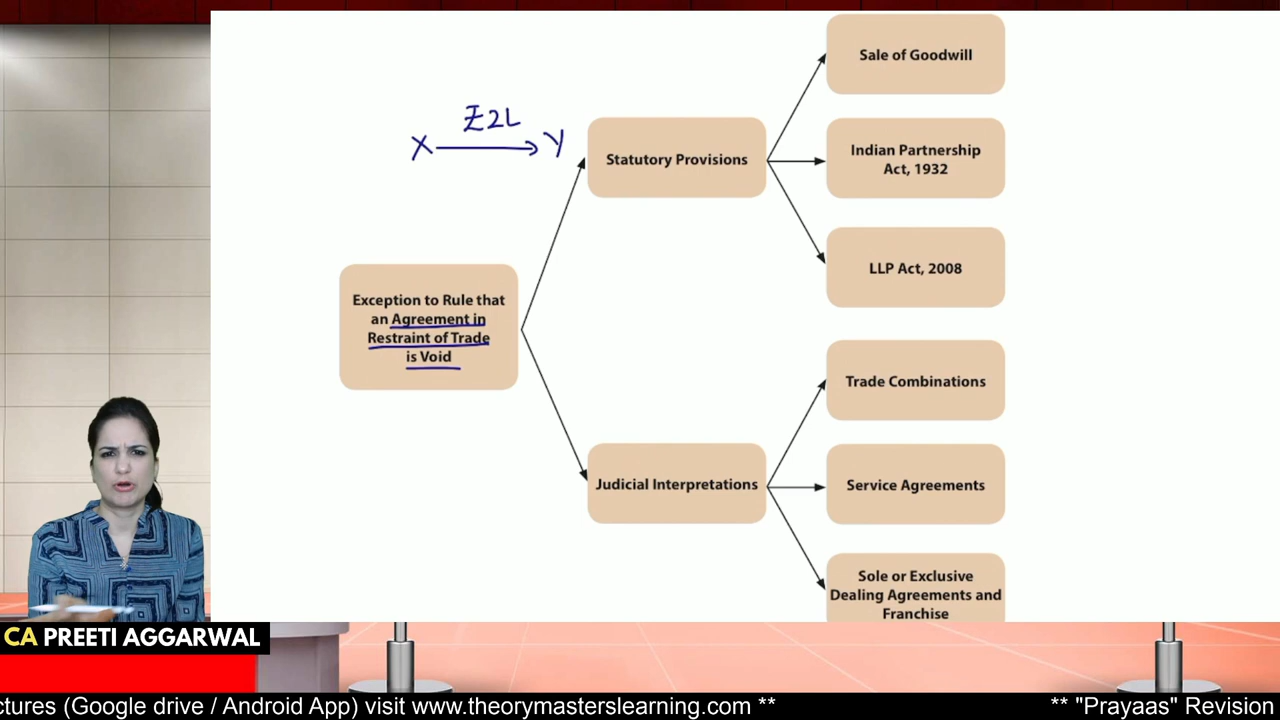 Sale of Goodwill
X ₹2L Y
Statutory Provisions
Indian Partnership
Act, 1932
LLP Act, 2008
Exception to Rule that
an Agreement in
Restraint of Trade
is Void
Trade Combinations
Judicial Interpretations
Service Agreements
Sole or Exclusive
Dealing Agreements and
Franchise
CA PREETI AGGARWAL
ctures (Google drive / Android App) visit www.theorymasterslearning.com **
** "Prayaas" Revision